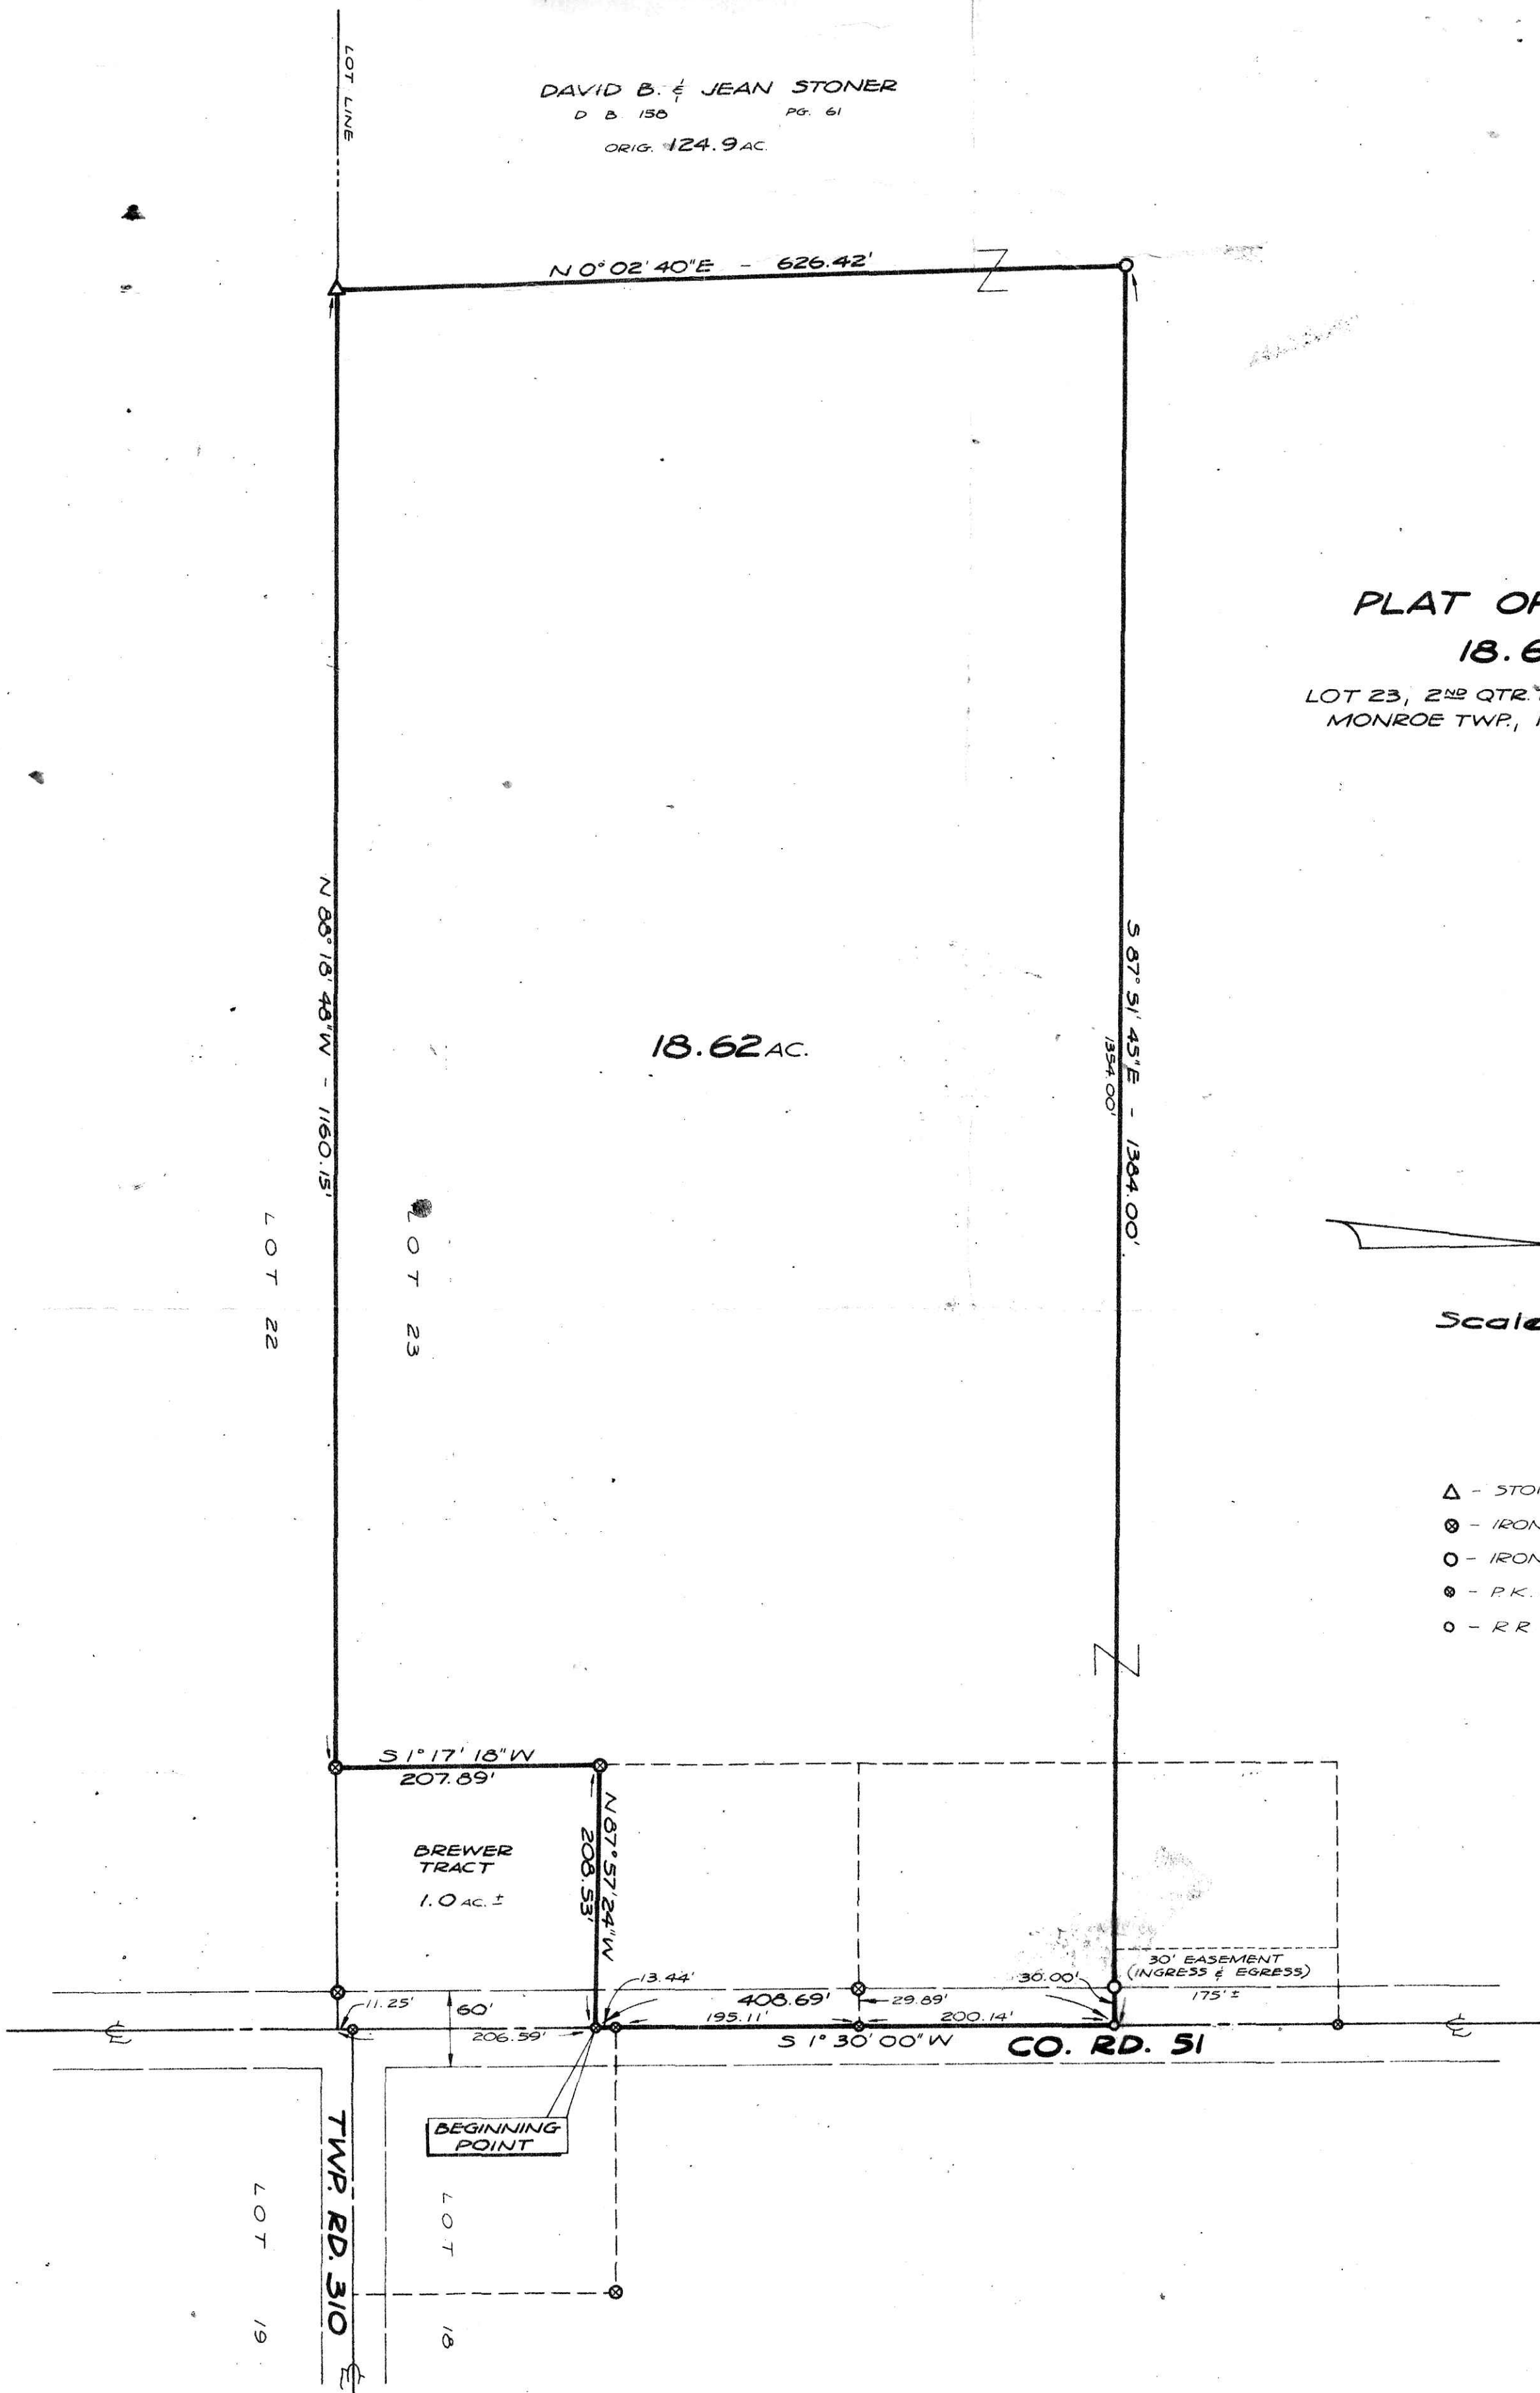 LOT LINE
DAVID B. & JEAN STONER
D B 158 PG. 61
ORIG. 124.9 AC.
N 0° 02' 40"E - 626.42'
PLAT OF
18.6
LOT 23, 2ND QTR.
MONROE TWP.,
N 88° 18' 48"W - 1160.15'
S 87° 51' 45"E - 1384.00'
1354.00'
18.62 AC.
LOT 22
LOT 23
Scale
△ -
⊗ - IRON
O - IRON
⊗ - P.K.
o - RR
S 1° 17' 18"W
207.89'
BREWER
TRACT
1.0 AC. ±
N 87° 57' 24"W
208.53'
30' EASEMENT
(INGRESS & EGRESS)
175' ±
13.44'
30.00'
11.25'
60'
408.69'
29.89'
206.59'
195.11'
200.14'
S 1° 30' 00"W
CO. RD. 51
BEGINNING
POINT
TWP. RD. 310
LOT 19
LOT 18